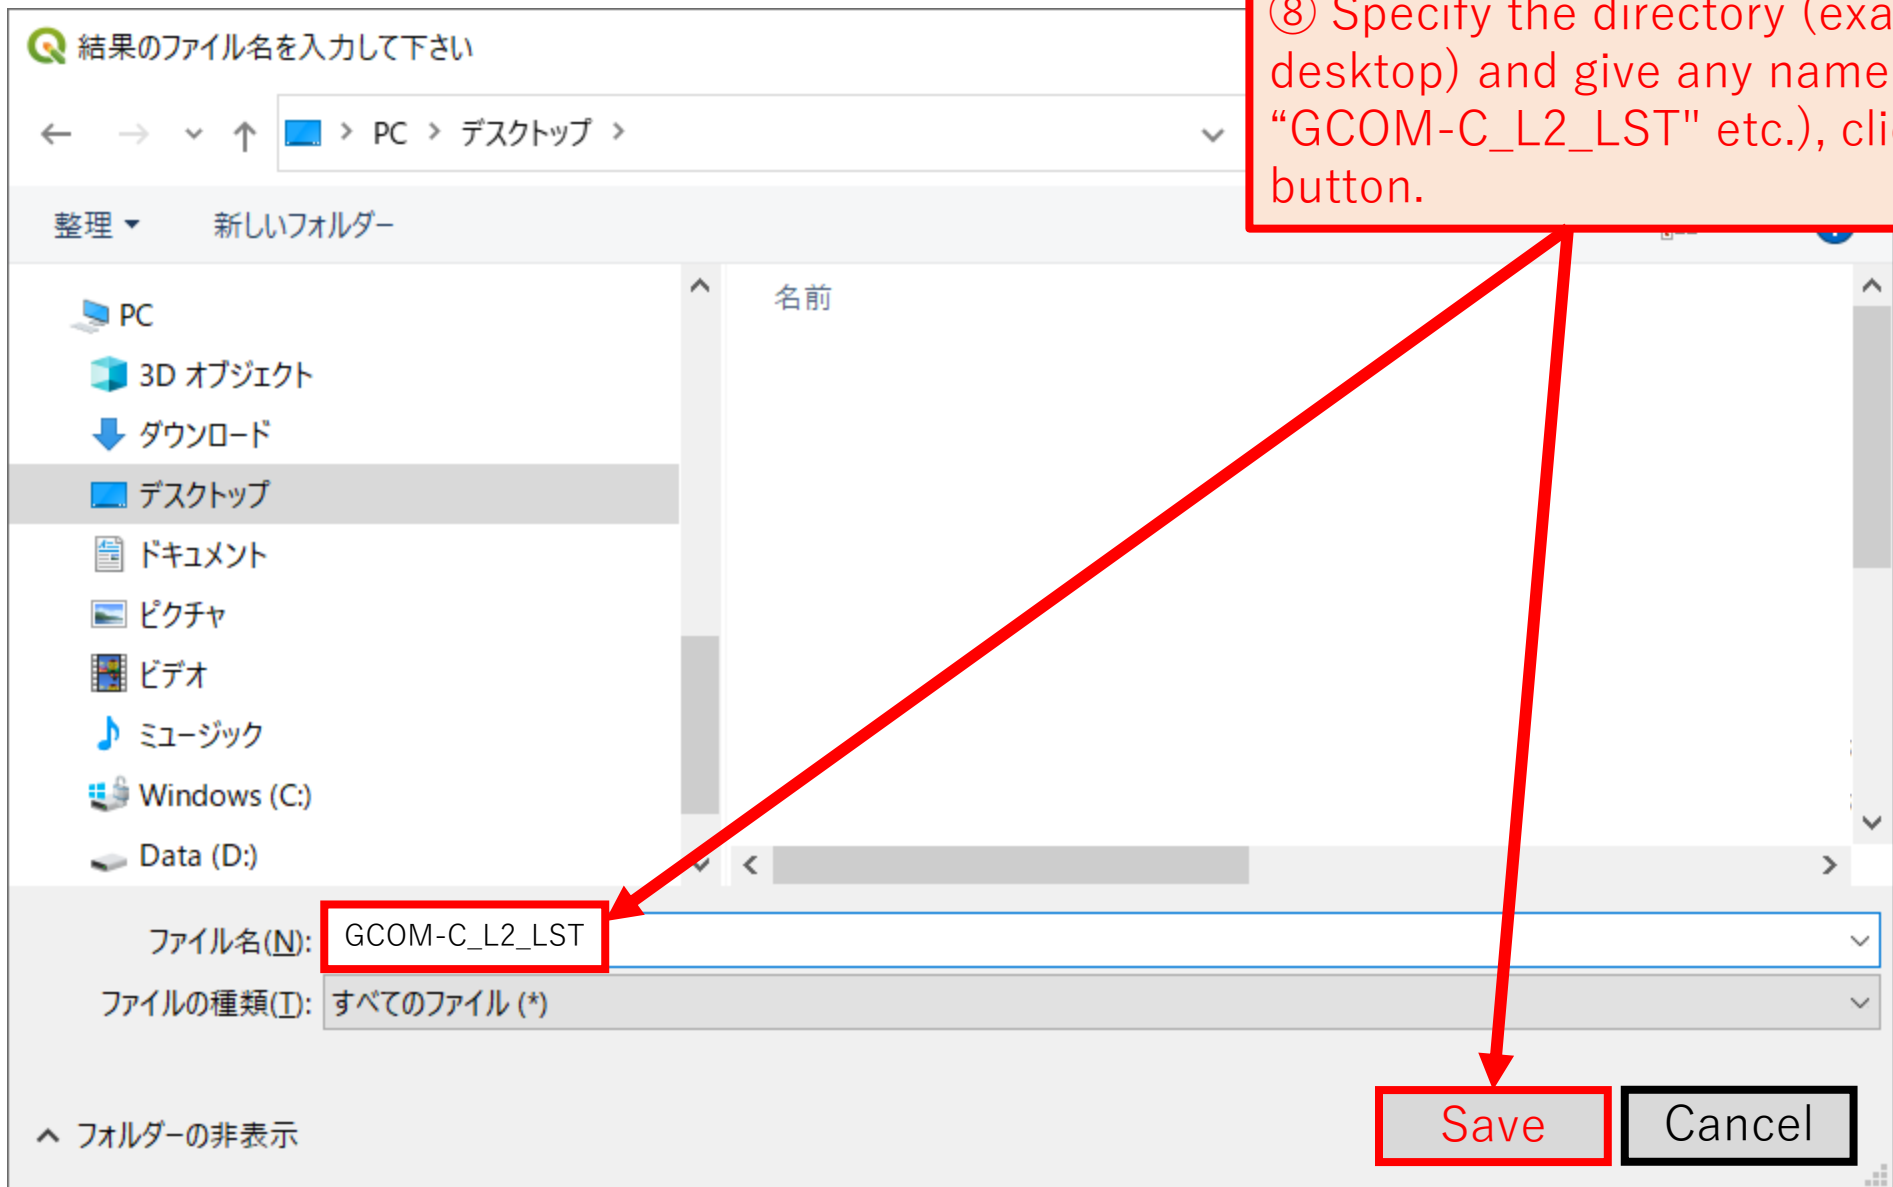 結果のファイル名を入力して下さい
⑧ Specify the directory
desktop) and give any name
“GCOM-C_L2_LST" etc.),
button.
PC > デスクトップ >
整理
新しいフォルダー
名前
PC
3D オブジェクト
ダウンロード
デスクトップ
ドキュメント
ピクチャ
ビデオ
ミュージック
Windows (C:)
Data (D:)
ファイル名(N): GCOM-C_L2_LST
ファイルの種類(T): すべてのファイル (*)
フォルダーの非表示
Save
Cancel